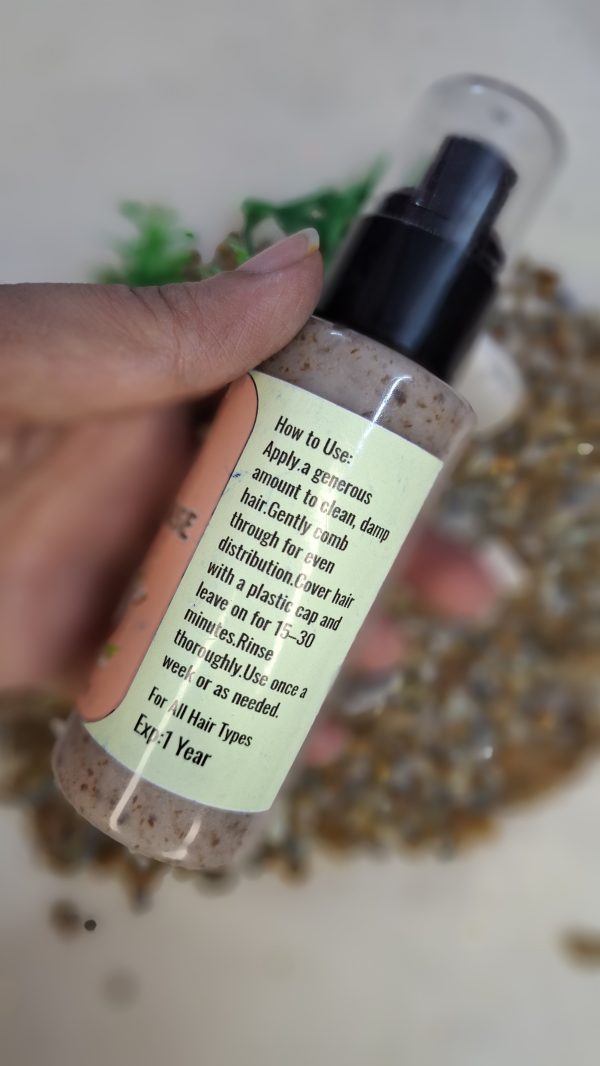 How to Use:
Apply.a generous
amount to clean, damp
hair.Gently comb
through for even
distribution.Cover hair
with a plastic cap and
leave on for 15–30
minutes.Rinse
thoroughly.Use once a
week or as needed.
For All Hair Types
Exp:1 Year